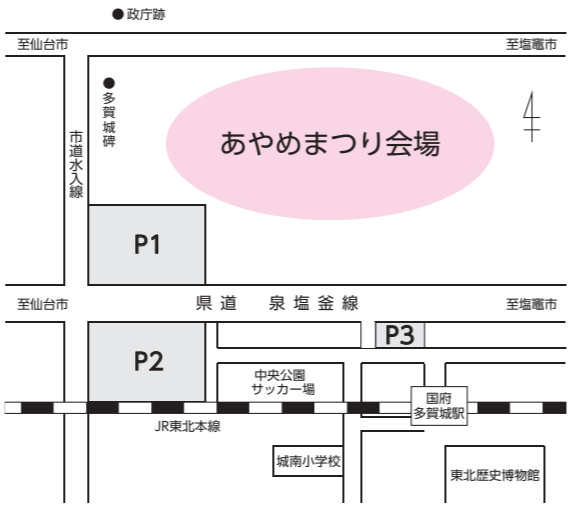 ●政庁跡
至仙台市
至塩竈市
●多賀城碑
市道水入線
あやめまつり会場
P1
至仙台市
県道 泉塩釜線
至塩竈市
P2
P3
中央公園
サッカー場
国府
多賀城駅
JR東北本線
城南小学校
東北歴史博物館